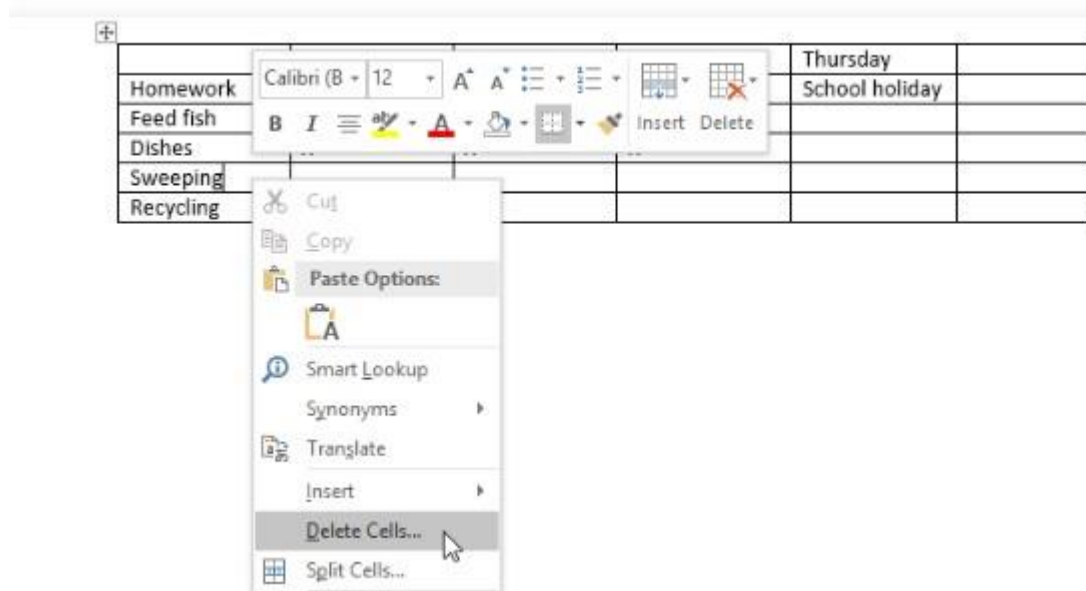 Thursday
Homework
School holiday
Feed fish
Dishes
Sweeping
Recycling
Calibri (B
12
A
A
B
I
ab
A
Insert
Delete
Cut
Copy
Paste Options:
A
Smart Lookup
Synonyms
Translate
Insert
Delete Cells...
Split Cells...